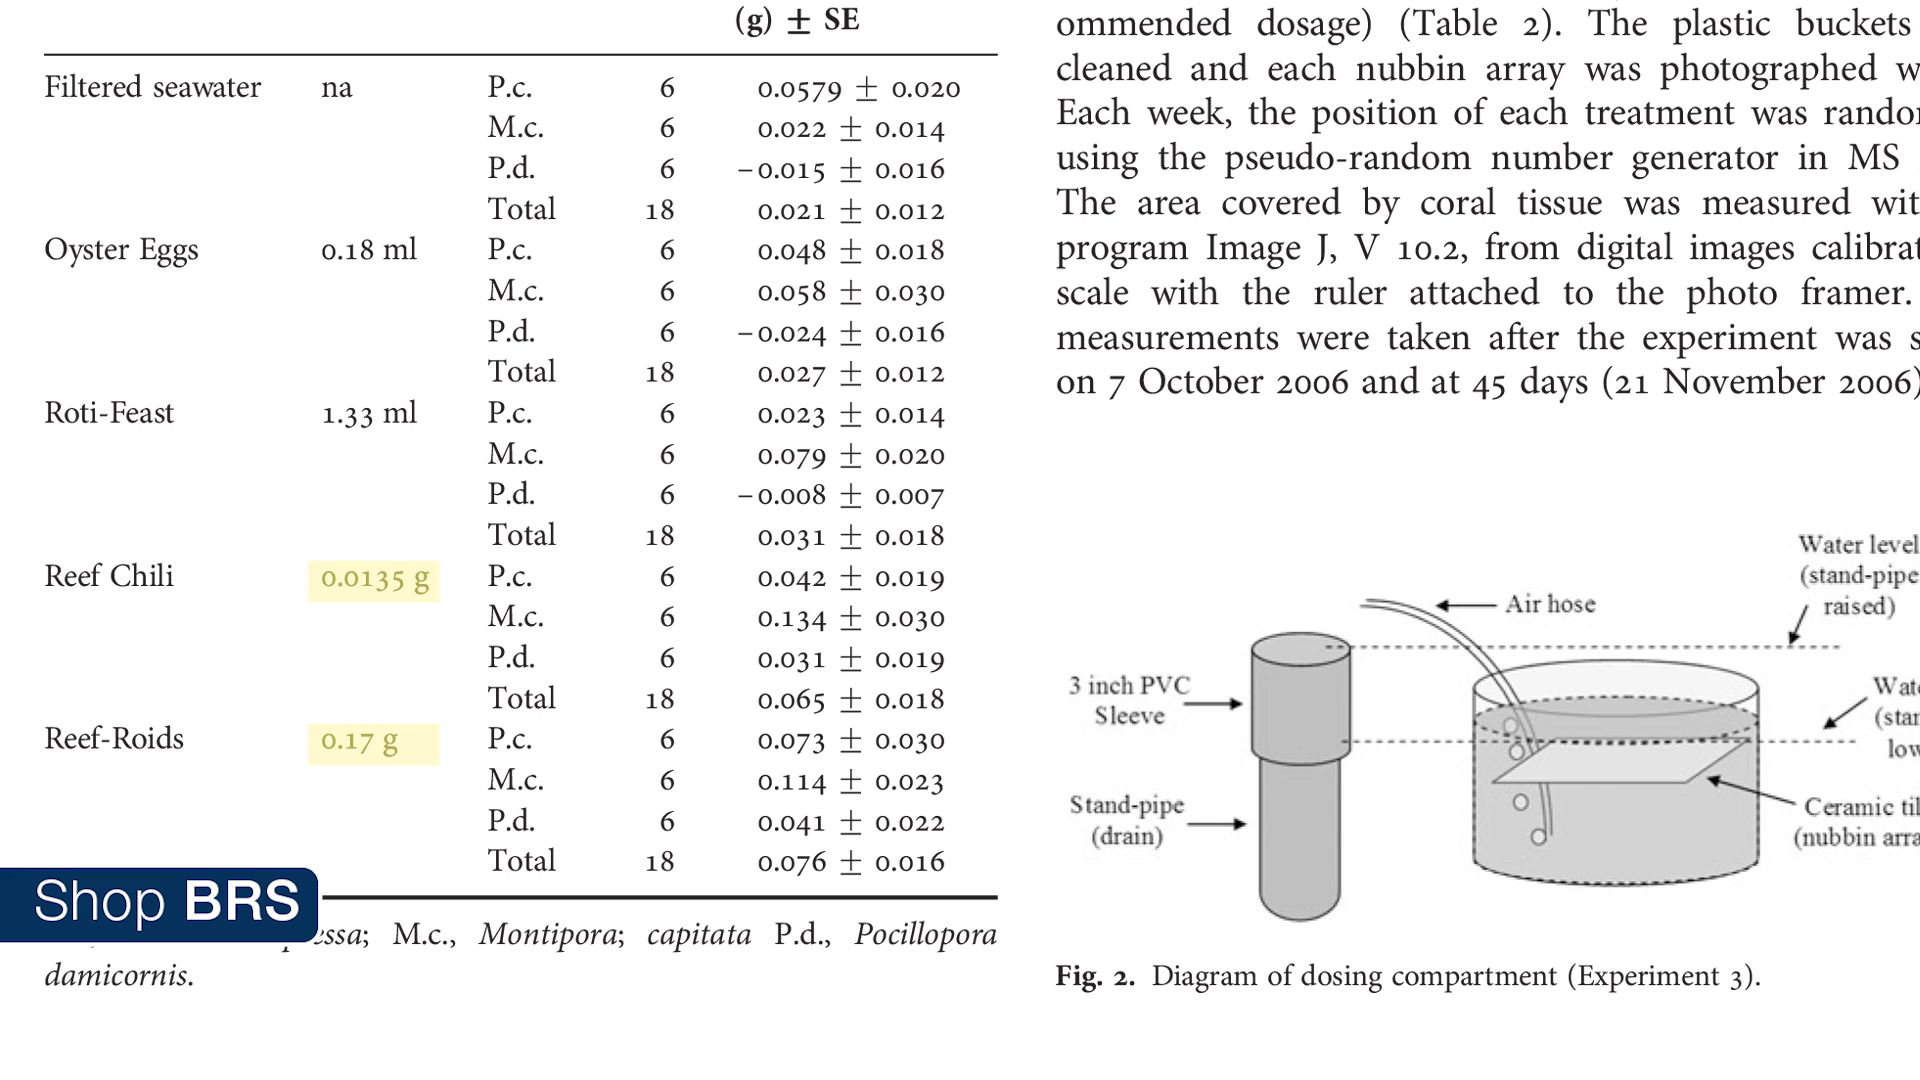 (g) ± SE
Filtered seawater na P.c. 6 0.0579 ± 0.020
M.c. 6 0.022 ± 0.014
P.d. 6 −0.015 ± 0.016
Total 18 0.021 ± 0.012
Oyster Eggs 0.18 ml P.c. 6 0.048 ± 0.018
M.c. 6 0.058 ± 0.030
P.d. 6 −0.024 ± 0.016
Total 18 0.027 ± 0.012
Roti-Feast 1.33 ml P.c. 6 0.023 ± 0.014
M.c. 6 0.079 ± 0.020
P.d. 6 −0.008 ± 0.007
Total 18 0.031 ± 0.018
Reef Chili 0.0135 g P.c. 6 0.042 ± 0.019
M.c. 6 0.134 ± 0.030
P.d. 6 0.031 ± 0.019
Total 18 0.065 ± 0.018
Reef-Roids 0.17 g P.c. 6 0.073 ± 0.030
M.c. 6 0.114 ± 0.023
P.d. 6 0.041 ± 0.022
Total 18 0.076 ± 0.016
Shop BRS
essa; M.c., Montipora; capitata P.d., Pocillopora
damicornis.
ommended dosage) (Table 2). The plastic buckets
cleaned and each nubbin array was photographed w
Each week, the position of each treatment was rando
using the pseudo-random number generator in MS
The area covered by coral tissue was measured wit
program Image J, V 10.2, from digital images calibrat
scale with the ruler attached to the photo framer.
measurements were taken after the experiment was s
on 7 October 2006 and at 45 days (21 November 2006)
Water level
(stand-pipe
raised)
Air hose
3 inch PVC
Sleeve
Wate
(stan
low
Stand-pipe
(drain)
Ceramic til
(nubbin arra
Fig. 2. Diagram of dosing compartment (Experiment 3).